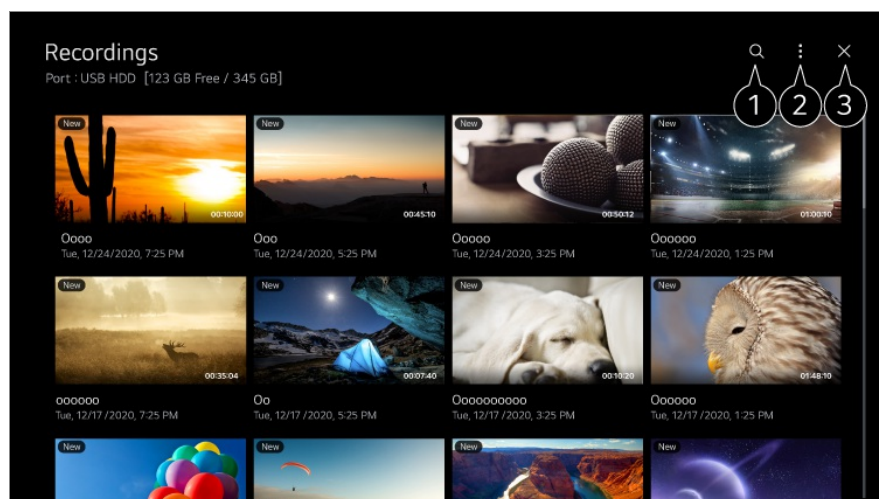 Recordings
Port : USB HDD [123 GB Free / 345 GB]
1 2 3
New New New New
00:10:00 00:45:10 00:50:12 01:00:10
Oooo Ooo Ooooo Oooooo
Tue, 12/24/2020, 7:25 PM Tue, 12/24/2020, 5:25 PM Tue, 12/24/2020, 3:25 PM Tue, 12/24/2020, 1:25 PM
New New New New
00:35:04 00:07:40 00:10:20 01:48:10
oooooo Oo Oooooooooo Oooooo
Tue, 12/17/2020, 7:25 PM Tue, 12/17/2020, 5:25 PM Tue, 12/17/2020, 3:25 PM Tue, 12/17/2020, 1:25 PM
New New New New